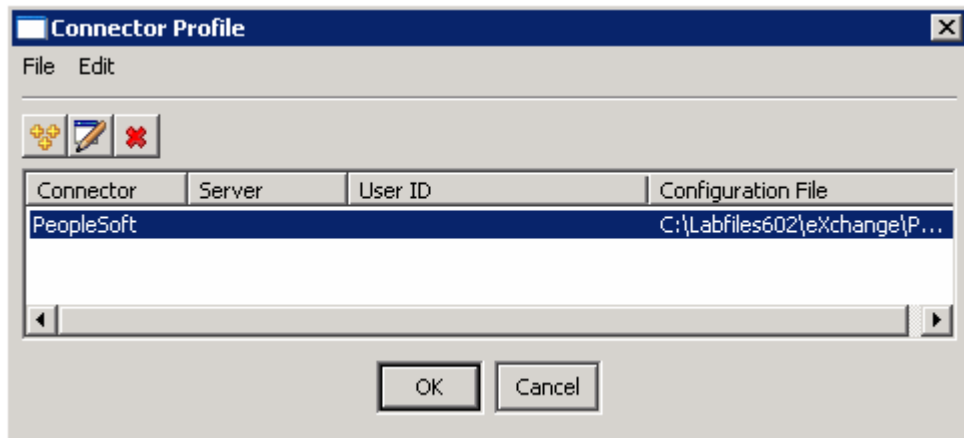 Connector Profile
File Edit
Connector Server User ID Configuration File
PeopleSoft C:\Labfiles602\eXchange\P...
OK Cancel